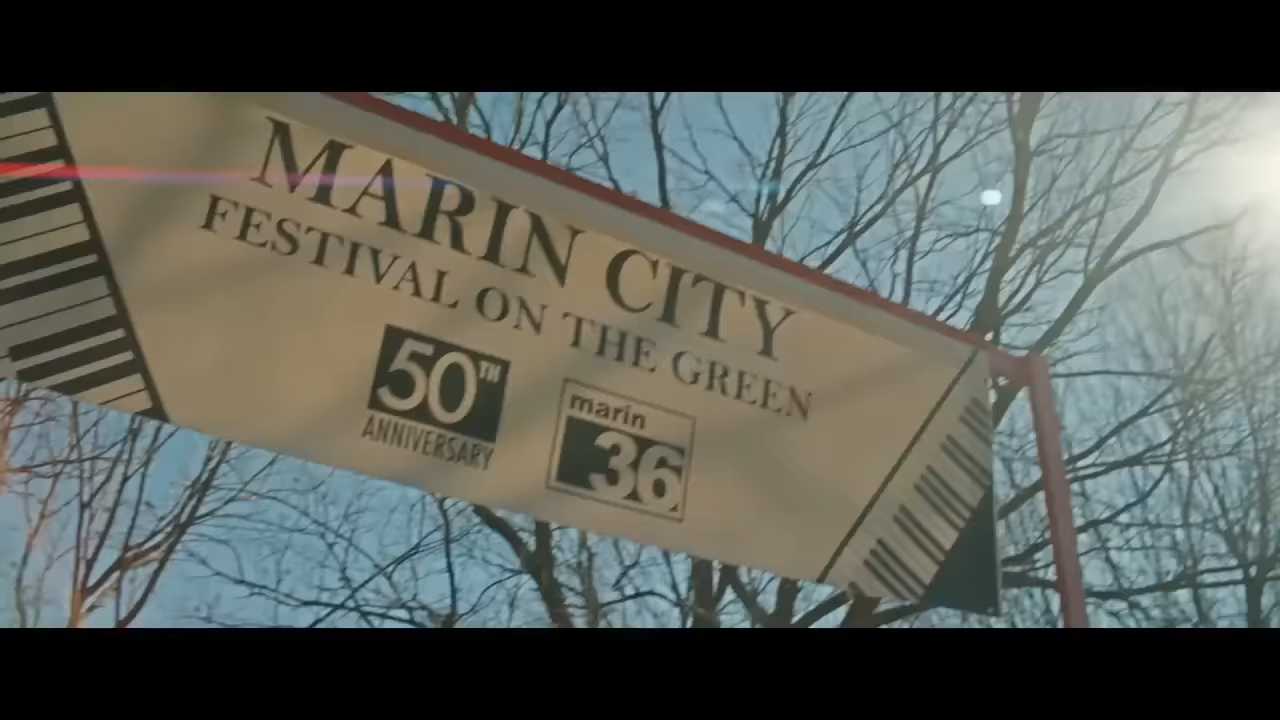 MARIN CITY
FESTIVAL ON THE GREEN
50TH
ANNIVERSARY
marin
36